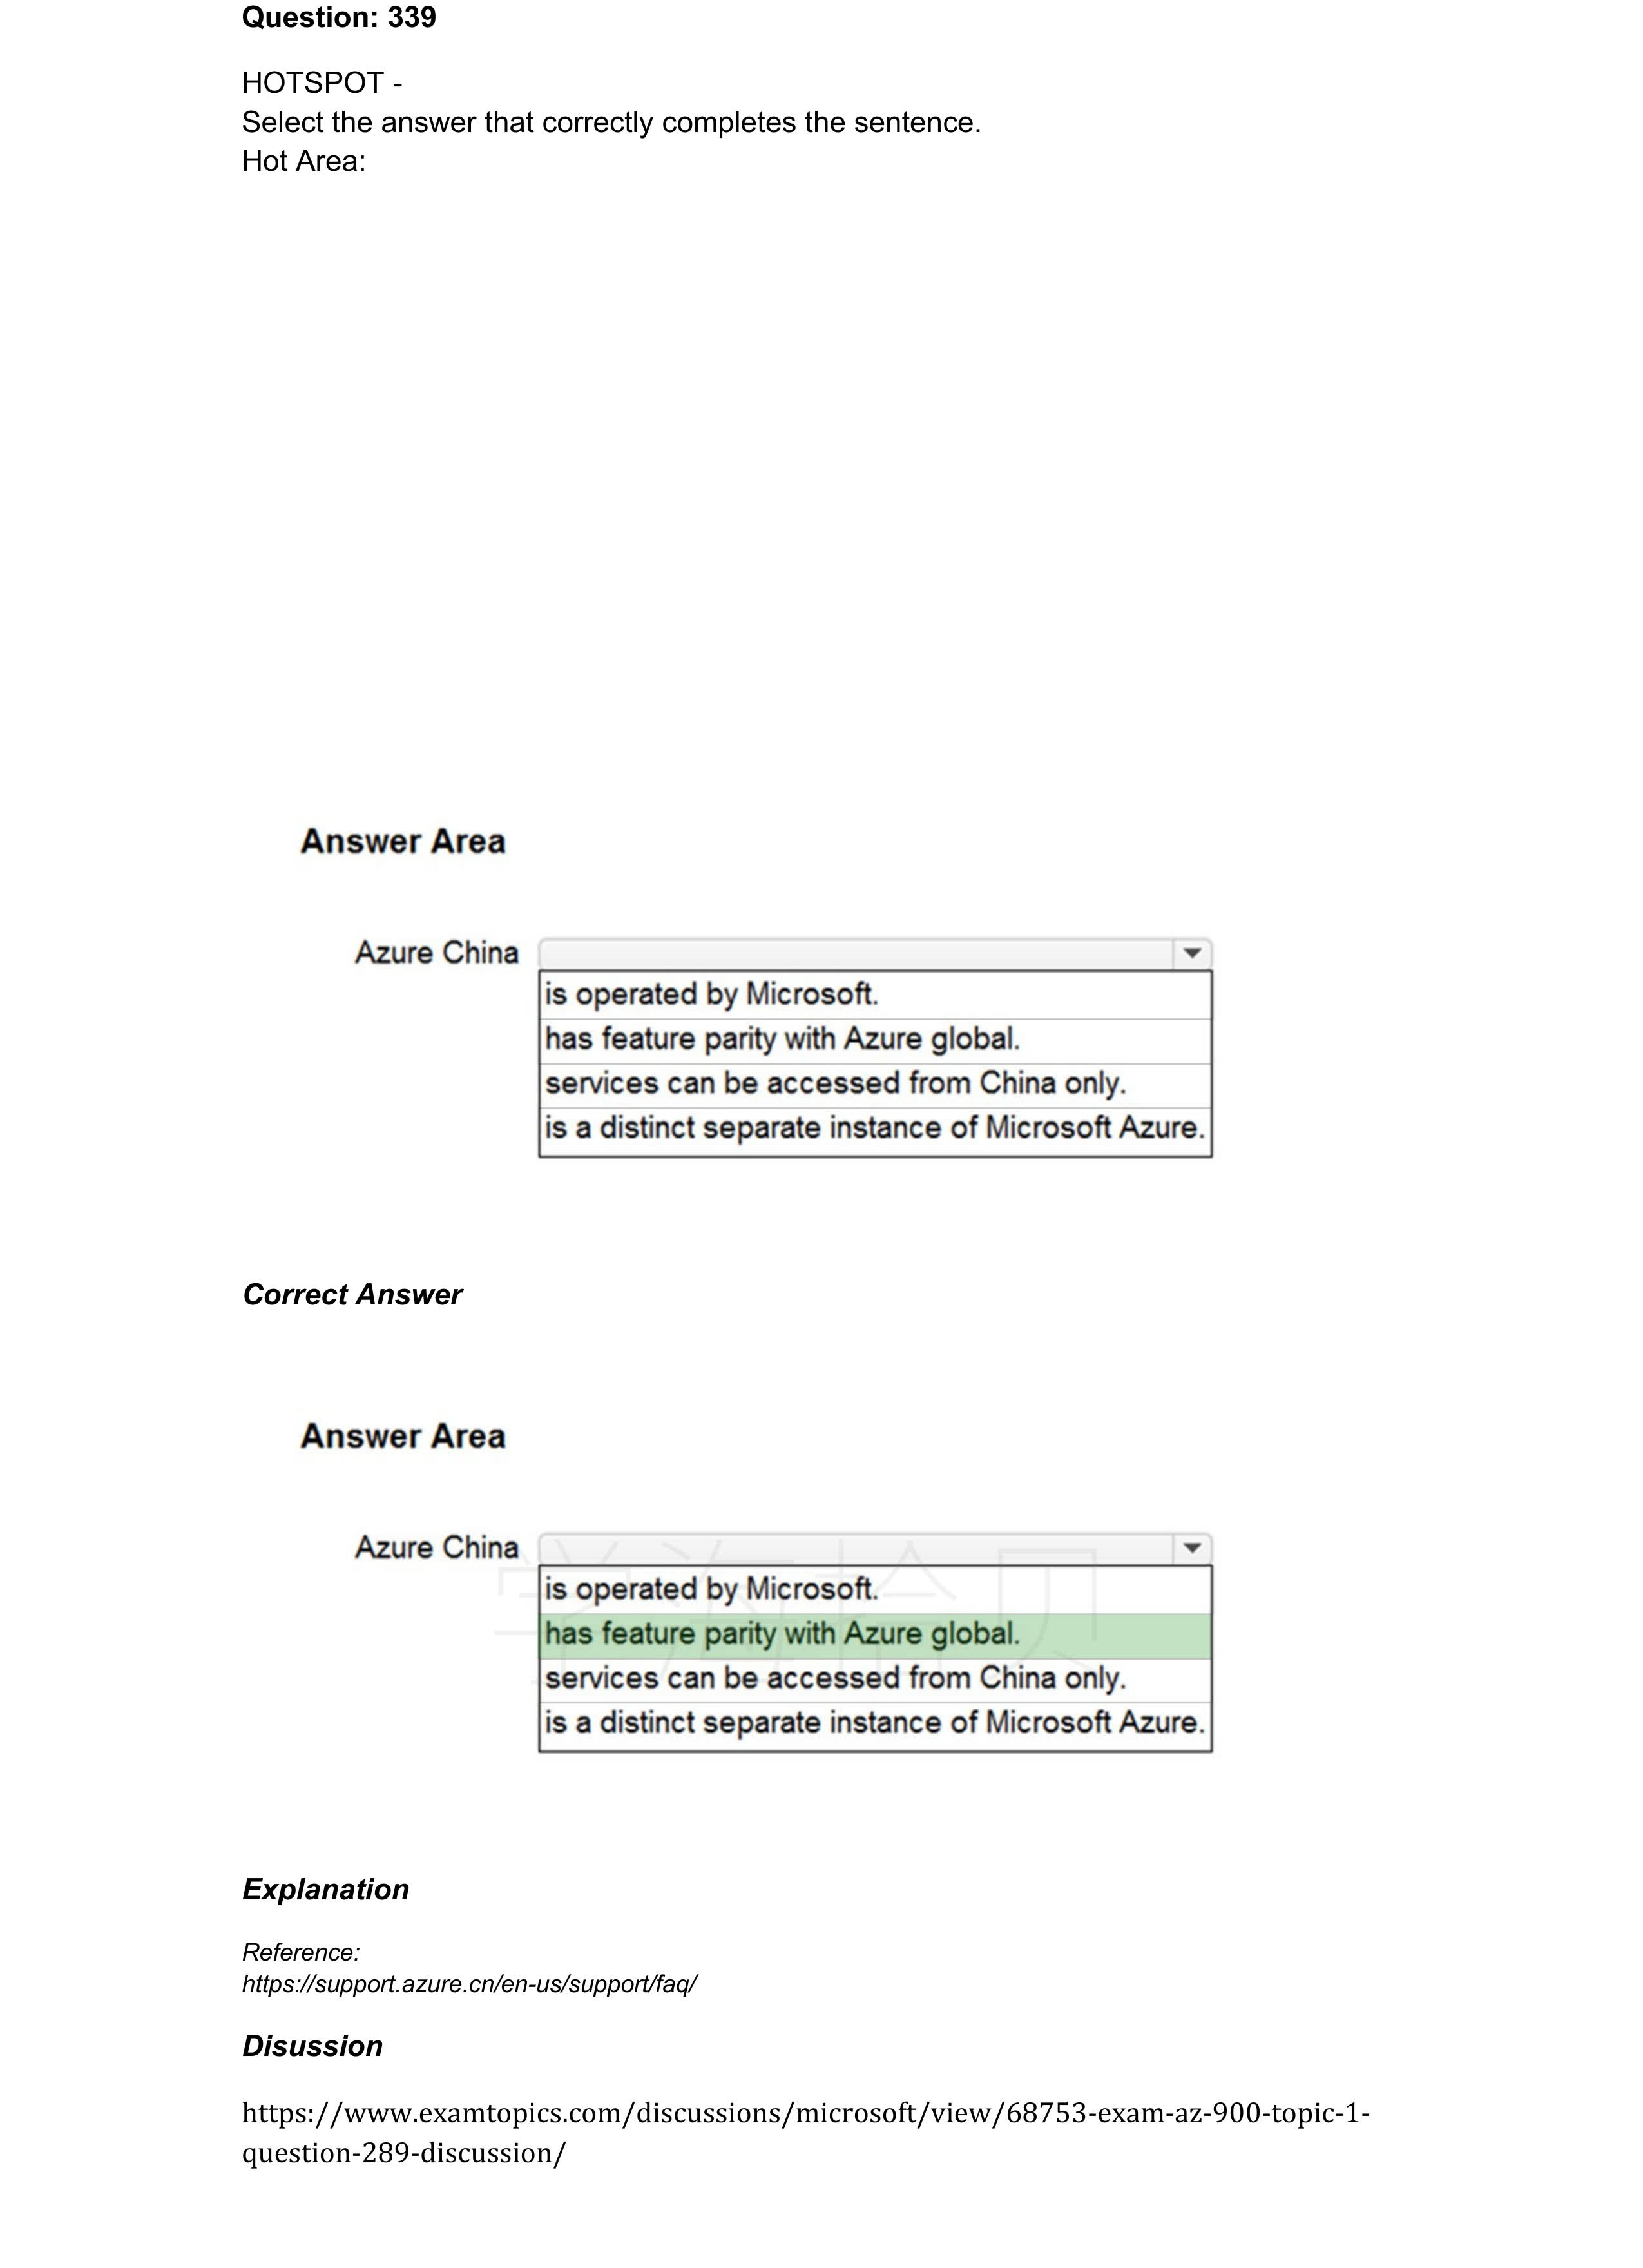 Question: 339
HOTSPOT -
Select the answer that correctly completes the sentence.
Hot Area:
Answer Area
Azure China
is operated by Microsoft.
has feature parity with Azure global.
services can be accessed from China only.
is a distinct separate instance of Microsoft Azure.
Correct Answer
Answer Area
Azure China
学海拾贝
is operated by Microsoft.
has feature parity with Azure global.
services can be accessed from China only.
is a distinct separate instance of Microsoft Azure.
Explanation
Reference:
https://support.azure.cn/en-us/support/faq/
Disussion
https://www.examtopics.com/discussions/microsoft/view/68753-exam-az-900-topic-1-
question-289-discussion/